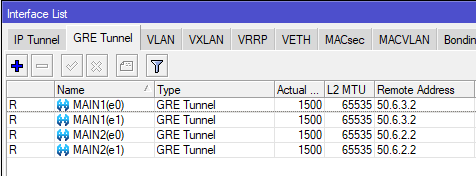 Interface List
IP Tunnel GRE Tunnel VLAN VXLAN VRRP VETH MACsec MACVLAN Bondin
Name Type Actual ... L2 MTU Remote Address
R MAIN1(e0) GRE Tunnel 1500 65535 50.6.3.2
R MAIN1(e1) GRE Tunnel 1500 65535 50.6.3.2
R MAIN2(e0) GRE Tunnel 1500 65535 50.6.2.2
R MAIN2(e1) GRE Tunnel 1500 65535 50.6.2.2